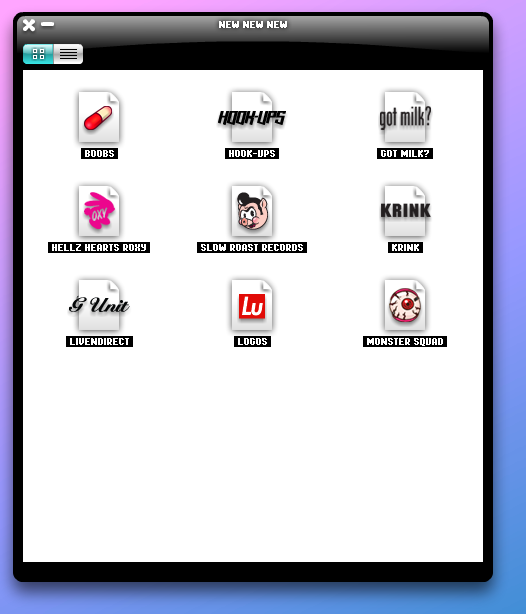 NEW NEW NEW
HOOK-UPS
got milk?
BOOBS
HOOK-UPS
GOT MILK?
OXY
KRINK
HELLZ HEARTS ROXY
SLOW ROAST RECORDS
KRINK
G Unit
Lu
LIVENDIRECT
LOGOS
MONSTER SQUAD